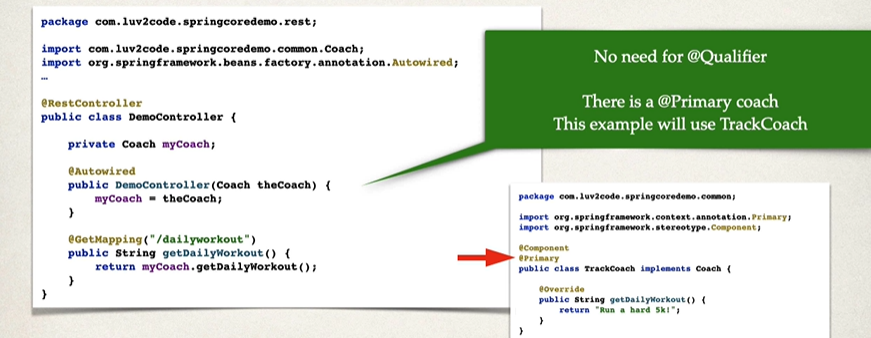 package com.luv2code.springcoredemo.rest;
import com.luv2code.springcoredemo.common.Coach;
import org.springframework.beans.factory.annotation.Autowired;
…
@RestController
public class DemoController {
private Coach myCoach;
@Autowired
public DemoController(Coach theCoach) {
myCoach = theCoach;
}
@GetMapping("/dailyworkout")
public String getDailyWorkout() {
return myCoach.getDailyWorkout();
}
}
No need for @Qualifier
There is a @Primary coach
This example will use TrackCoach
package com.luv2code.springcoredemo.common;
import org.springframework.context.annotation.Primary;
import org.springframework.stereotype.Component;
@Component
@Primary
public class TrackCoach implements Coach {
@Override
public String getDailyWorkout() {
return "Run a hard 5k!";
}
}